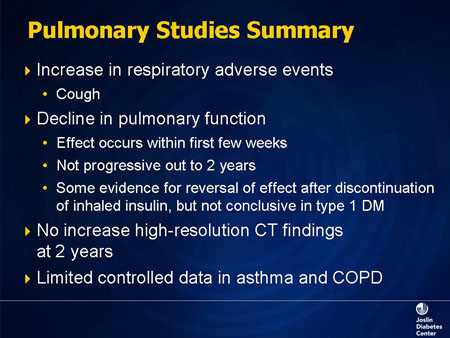 Pulmonary Studies Summary
Increase in respiratory adverse events
• Cough
Decline in pulmonary function
• Effect occurs within first few weeks
• Not progressive out to 2 years
• Some evidence for reversal of effect after discontinuation
of inhaled insulin, but not conclusive in type 1 DM
No increase high-resolution CT findings
at 2 years
Limited controlled data in asthma and COPD
Joslin
Diabetes
Center